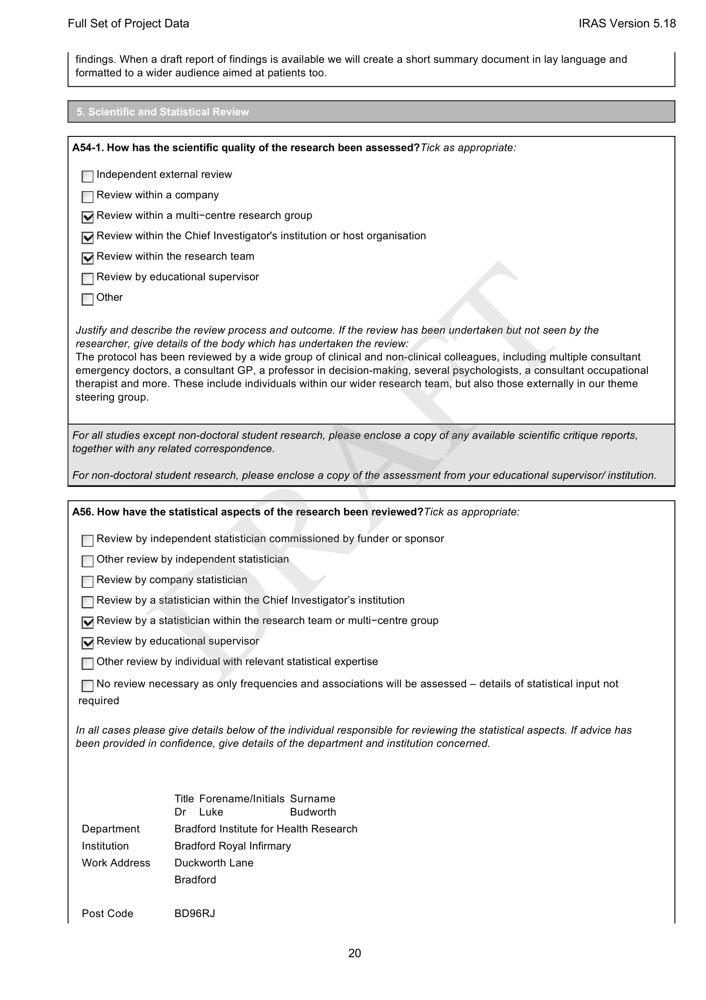 Full Set of Project Data
IRAS Version 5.18
findings. When a draft report of findings is available we will create a short summary document in lay language and
formatted to a wider audience aimed at patients too.
5. Scientific and Statistical Review
A54-1. How has the scientific quality of the research been assessed?Tick as appropriate:
Independent external review
Review within a company
Review within a multi−centre research group
Review within the Chief Investigator's institution or host organisation
Review within the research team
Review by educational supervisor
Other
Justify and describe the review process and outcome. If the review has been undertaken but not seen by the
researcher, give details of the body which has undertaken the review:
The protocol has been reviewed by a wide group of clinical and non-clinical colleagues, including multiple consultant
emergency doctors, a consultant GP, a professor in decision-making, several psychologists, a consultant occupational
therapist and more. These include individuals within our wider research team, but also those externally in our theme
steering group.
For all studies except non-doctoral student research, please enclose a copy of any available scientific critique reports,
together with any related correspondence.
For non-doctoral student research, please enclose a copy of the assessment from your educational supervisor/ institution.
A56. How have the statistical aspects of the research been reviewed?Tick as appropriate:
Review by independent statistician commissioned by funder or sponsor
Other review by independent statistician
Review by company statistician
Review by a statistician within the Chief Investigator’s institution
Review by a statistician within the research team or multi−centre group
Review by educational supervisor
Other review by individual with relevant statistical expertise
No review necessary as only frequencies and associations will be assessed – details of statistical input not
required
In all cases please give details below of the individual responsible for reviewing the statistical aspects. If advice has
been provided in confidence, give details of the department and institution concerned.
Title Forename/Initials Surname
Dr Luke Budworth
Department Bradford Institute for Health Research
Institution Bradford Royal Infirmary
Work Address Duckworth Lane
Bradford
Post Code BD96RJ
20
DRAFT